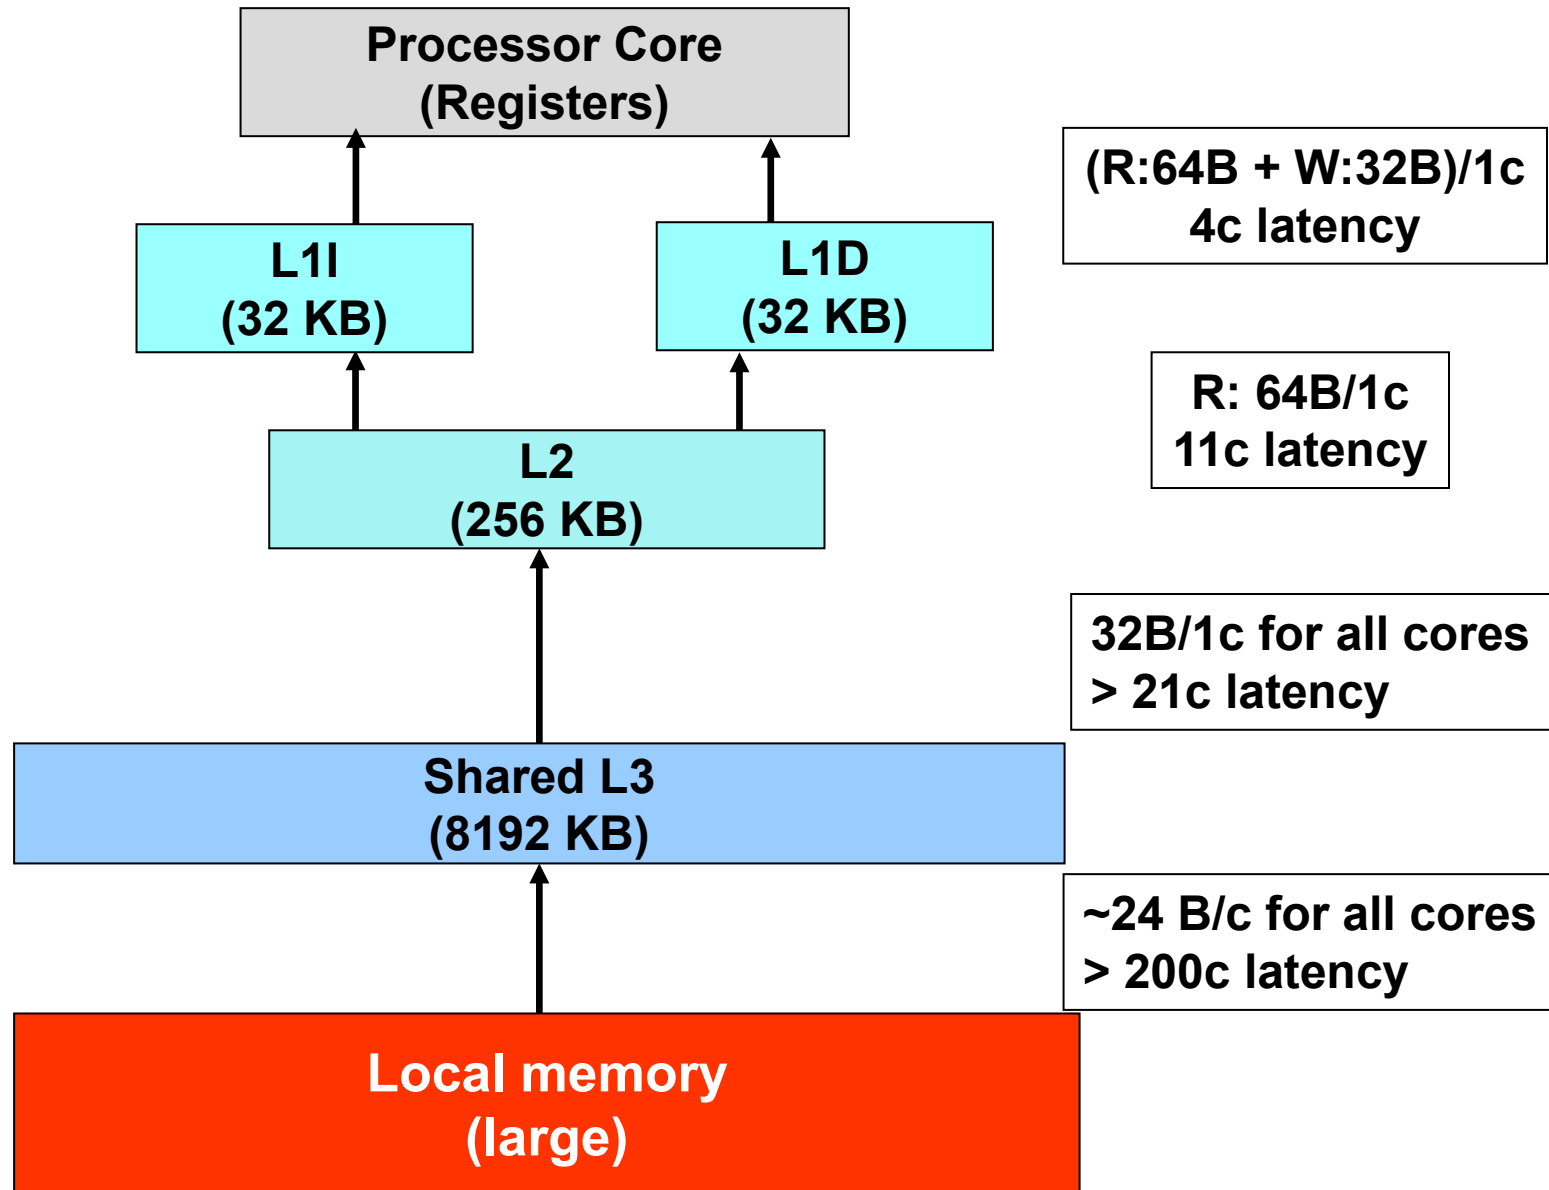 Processor Core
(Registers)
(R:64B + W:32B)/1c
4c latency
L1I
(32 KB)
L1D
(32 KB)
R: 64B/1c
11c latency
L2
(256 KB)
32B/1c for all cores
> 21c latency
Shared L3
(8192 KB)
~24 B/c for all cores
> 200c latency
Local memory
(large)